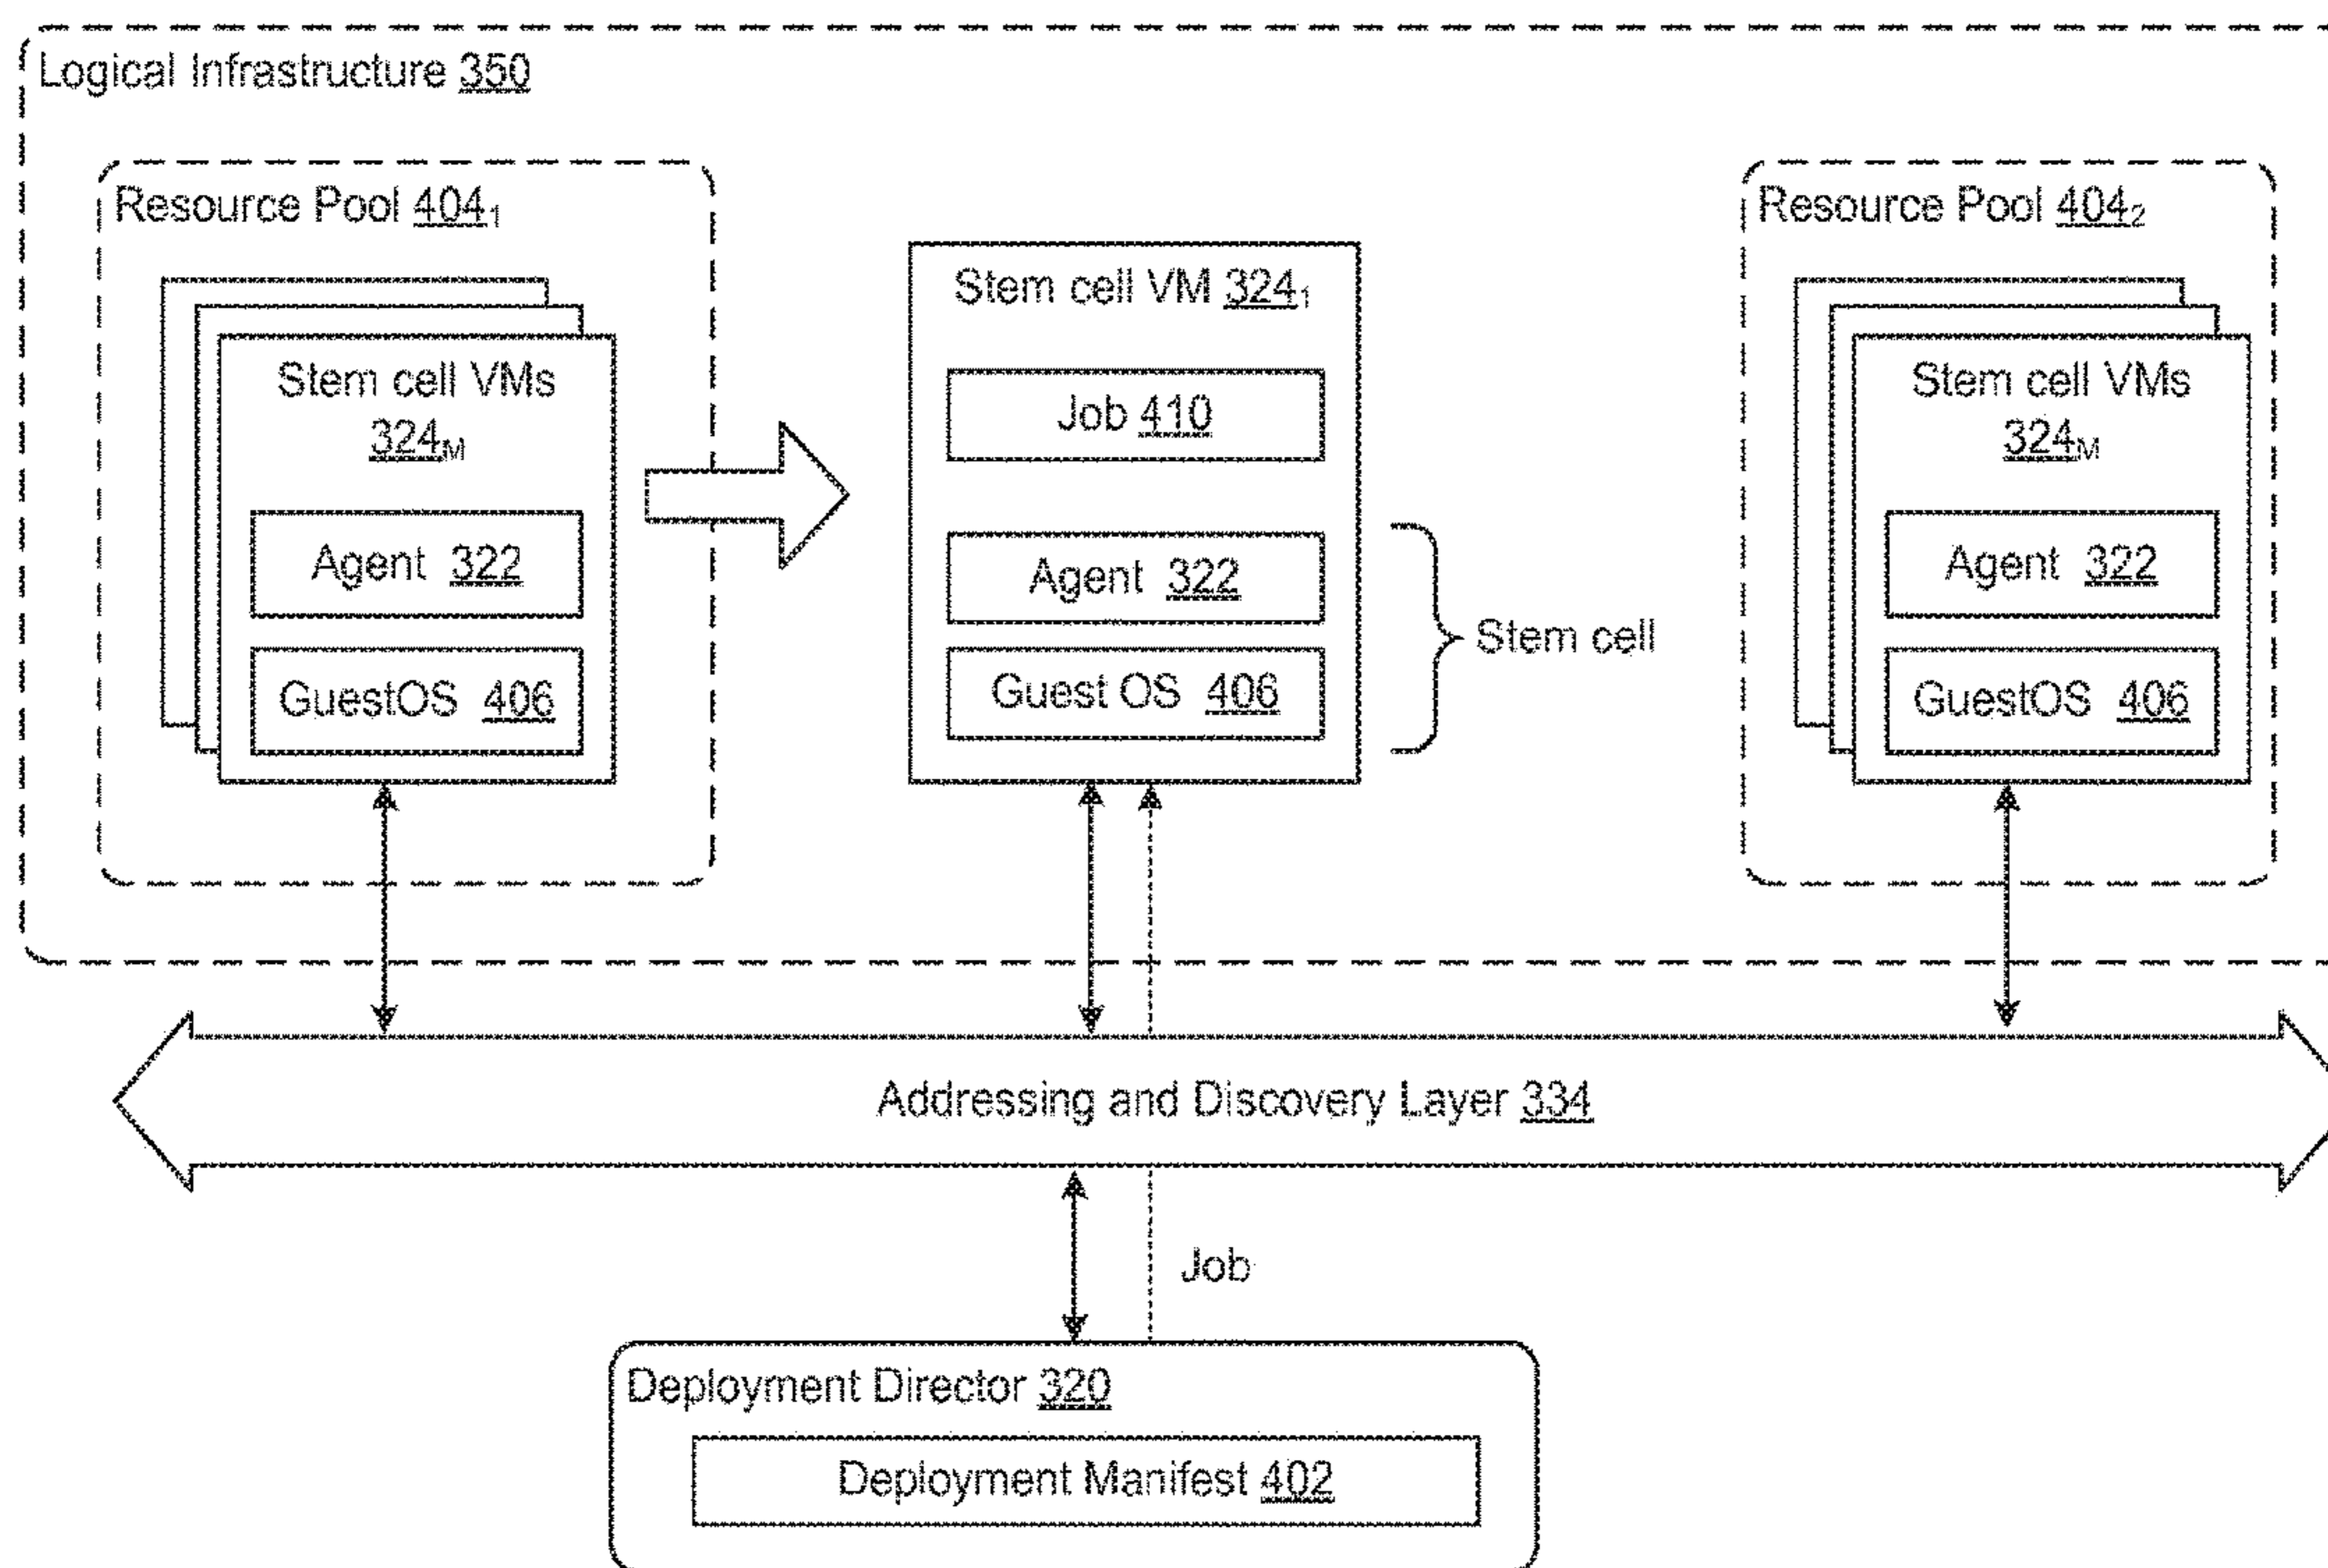 Logical Infrastructure 350
Resource Pool 404₁
Stem cell VMs
324M
Agent 322
GuestOS 406
Stem cell VM 324₁
Job 410
Agent 322
Guest OS 406
Stem cell
Resource Pool 404₂
Stem cell VMs
324M
Agent 322
GuestOS 406
Addressing and Discovery Layer 334
Job
Deployment Director 320
Deployment Manifest 402